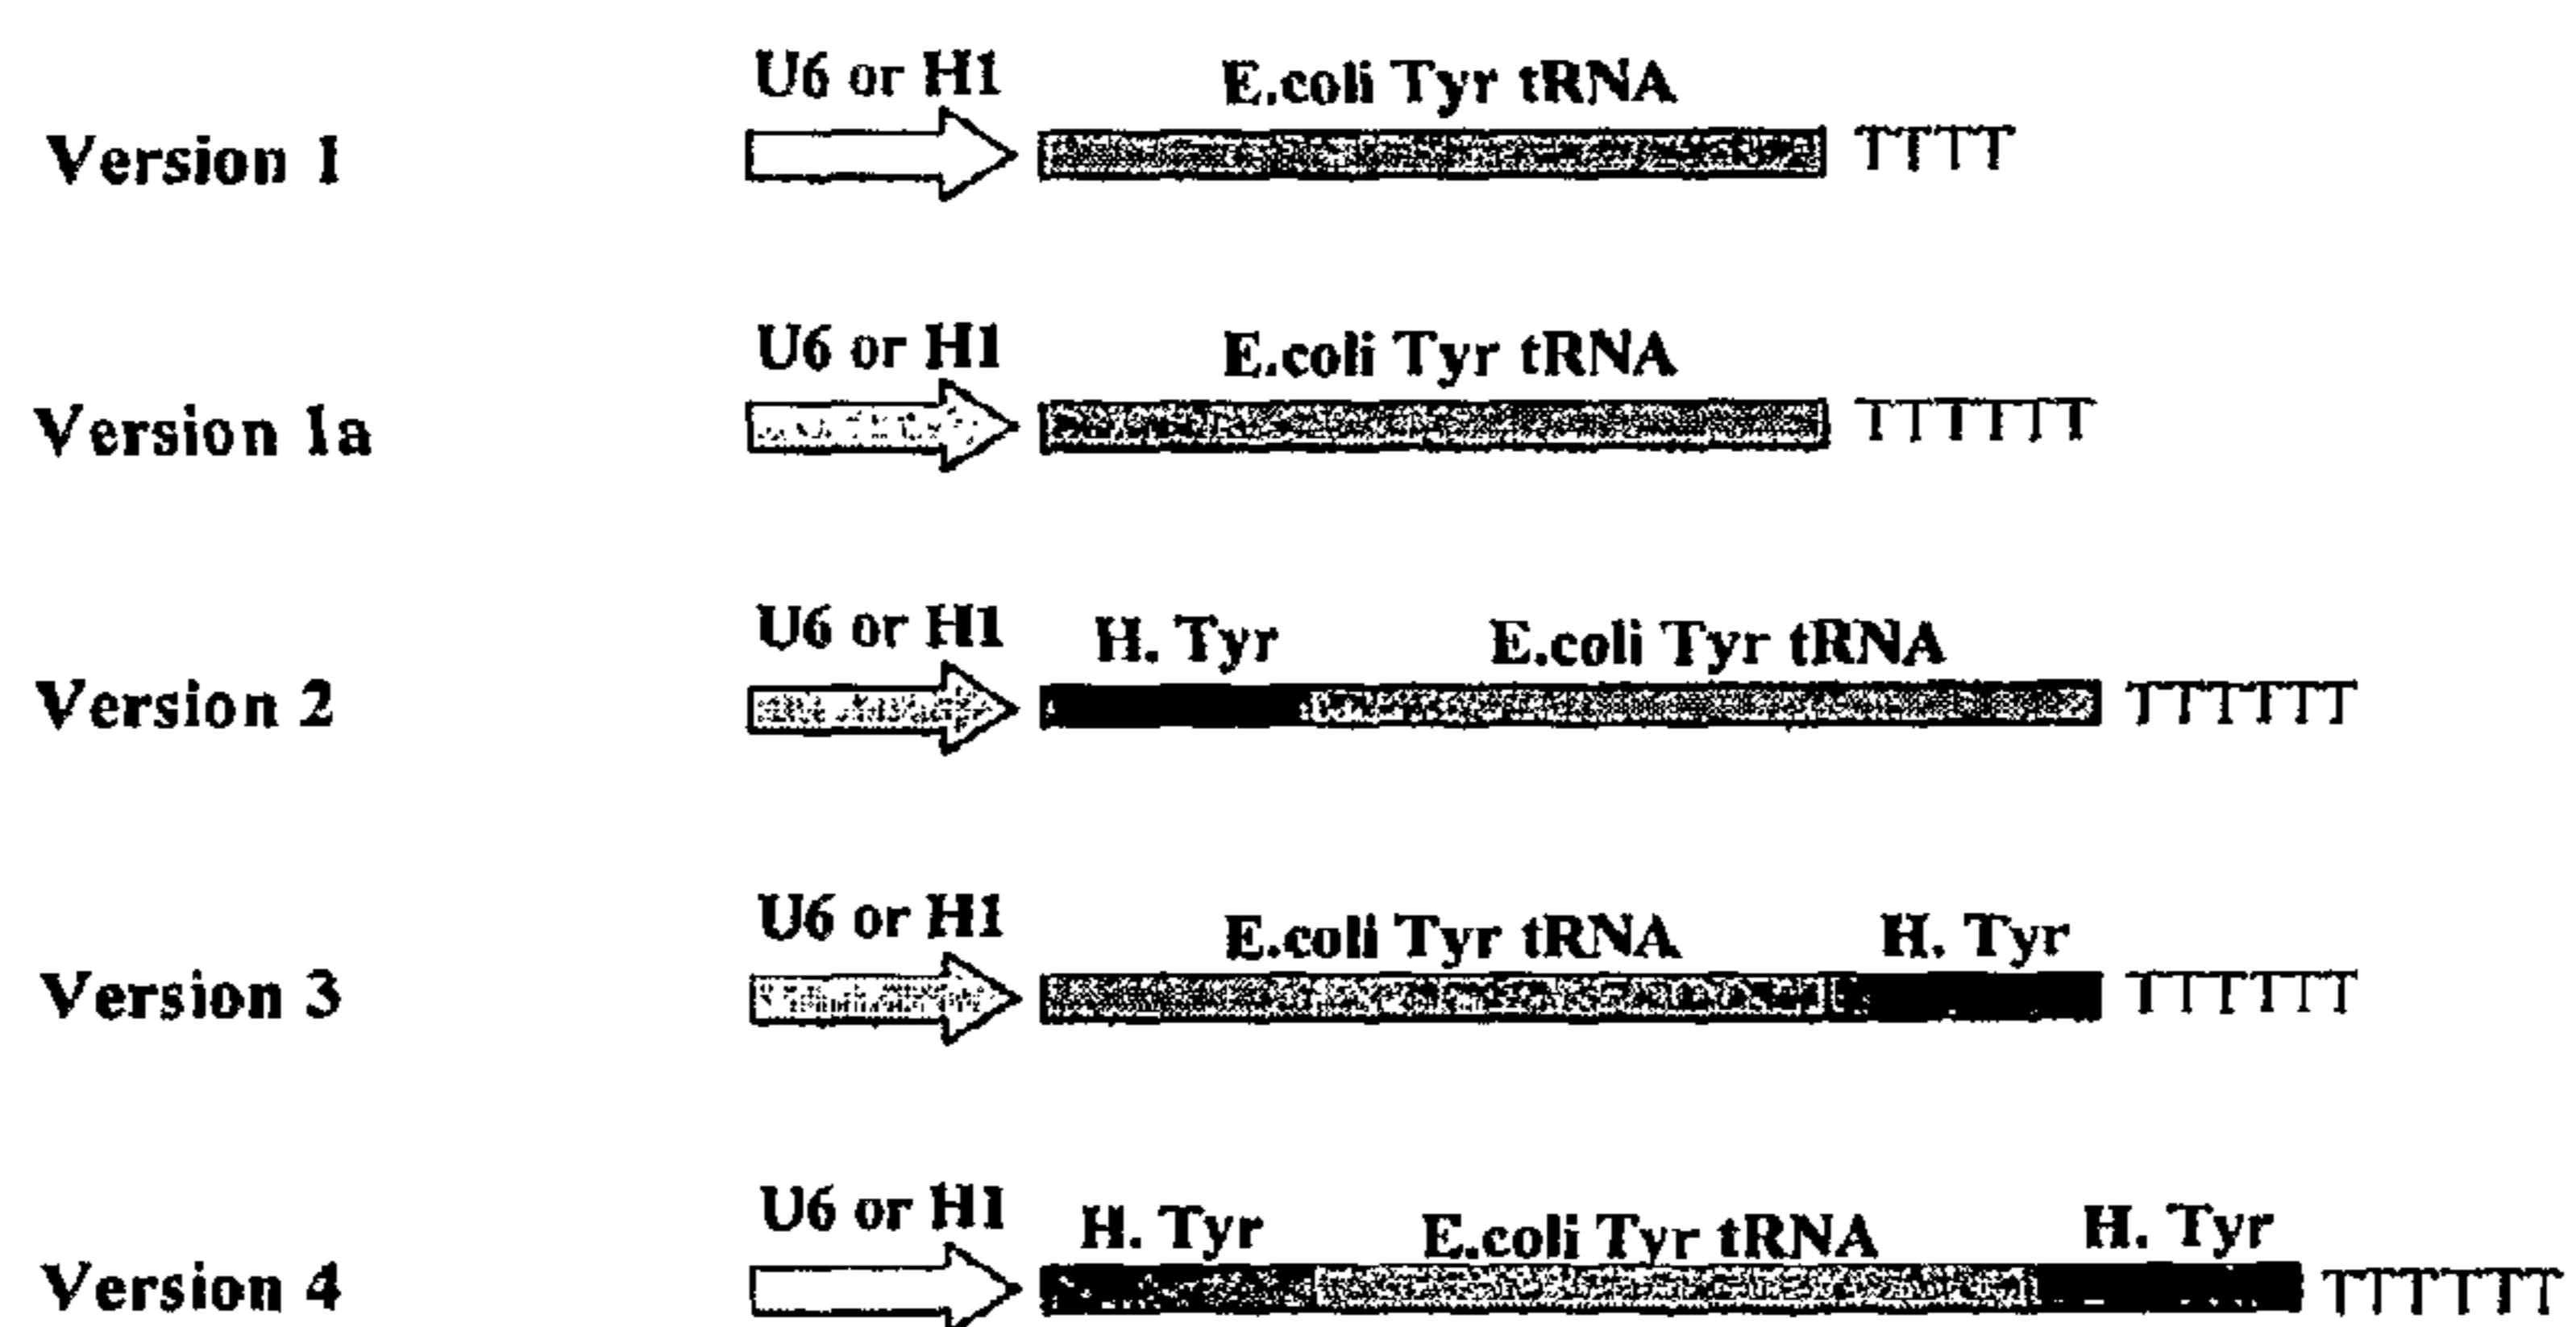 U6 or H1 E.coli Tyr tRNA
Version 1 TTTT
U6 or H1 E.coli Tyr tRNA
Version 1a TTTTTT
U6 or H1 H. Tyr E.coli Tyr tRNA
Version 2 TTTTTT
U6 or H1 E.coli Tyr tRNA H. Tyr
Version 3 TTTTTT
U6 or H1 H. Tyr E.coli Tyr tRNA H. Tyr
Version 4 TTTTTT